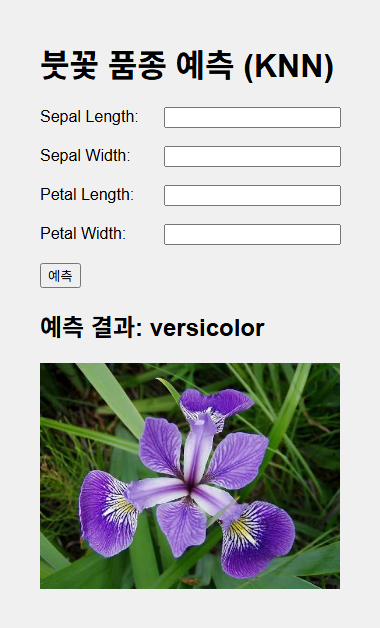 붓꽃 품종 예측 (KNN)
Sepal Length:
Sepal Width:
Petal Length:
Petal Width:
예측
예측 결과: versicolor